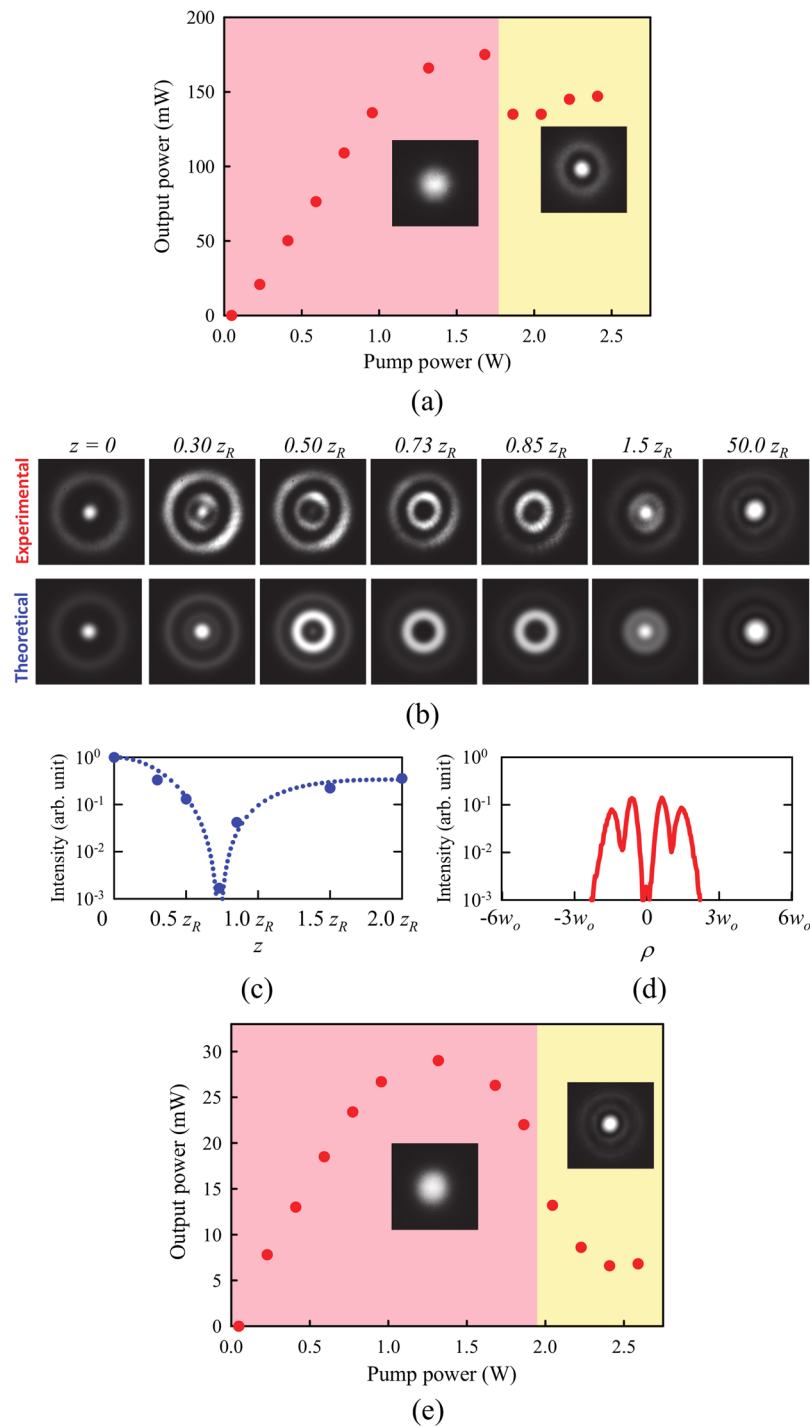 200
150
100
50
0
Output power (mW)
0.0
0.5
1.0
1.5
2.0
2.5
Pump power (W)
(a)
z = 0
0.30 z_R
0.50 z_R
0.73 z_R
0.85 z_R
1.5 z_R
50.0 z_R
Experimental
Theoretical
(b)
Intensity (arb. unit)
10^0
10^-1
10^-2
10^-3
0
0.5 z_R
1.0 z_R
1.5 z_R
2.0 z_R
z
(c)
Intensity (arb. unit)
10^0
10^-1
10^-2
10^-3
-6w_o
-3w_o
0
3w_o
6w_o
ρ
(d)
30
25
20
15
10
5
0
Output power (mW)
0.0
0.5
1.0
1.5
2.0
2.5
Pump power (W)
(e)